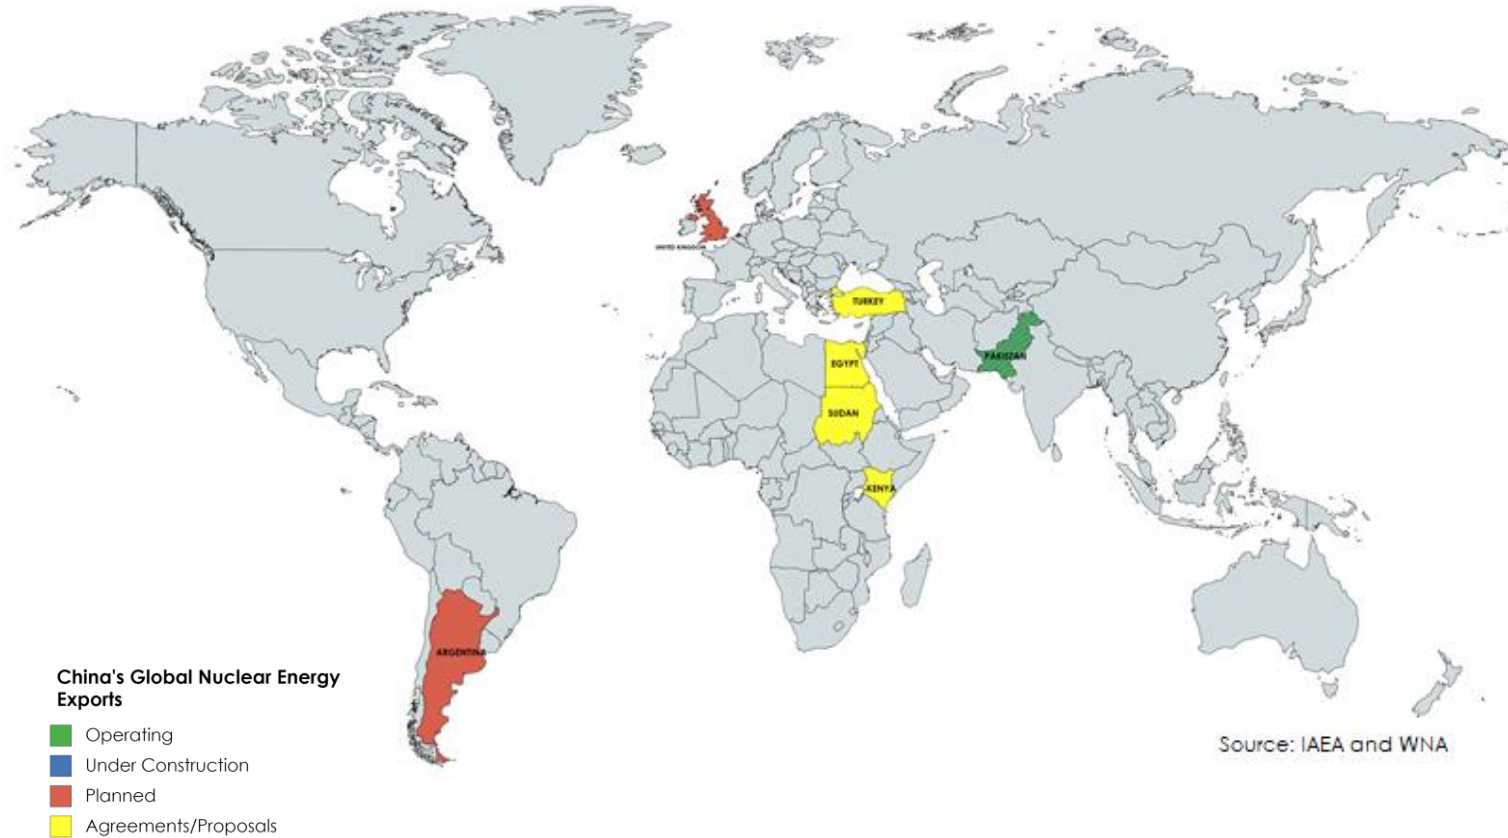 UNITED KINGDOM
TURKEY
EGYPT
PAKISTAN
SUDAN
KENYA
ARGENTINA
China's Global Nuclear Energy
Exports
Operating
Under Construction
Planned
Agreements/Proposals
Source: IAEA and WNA